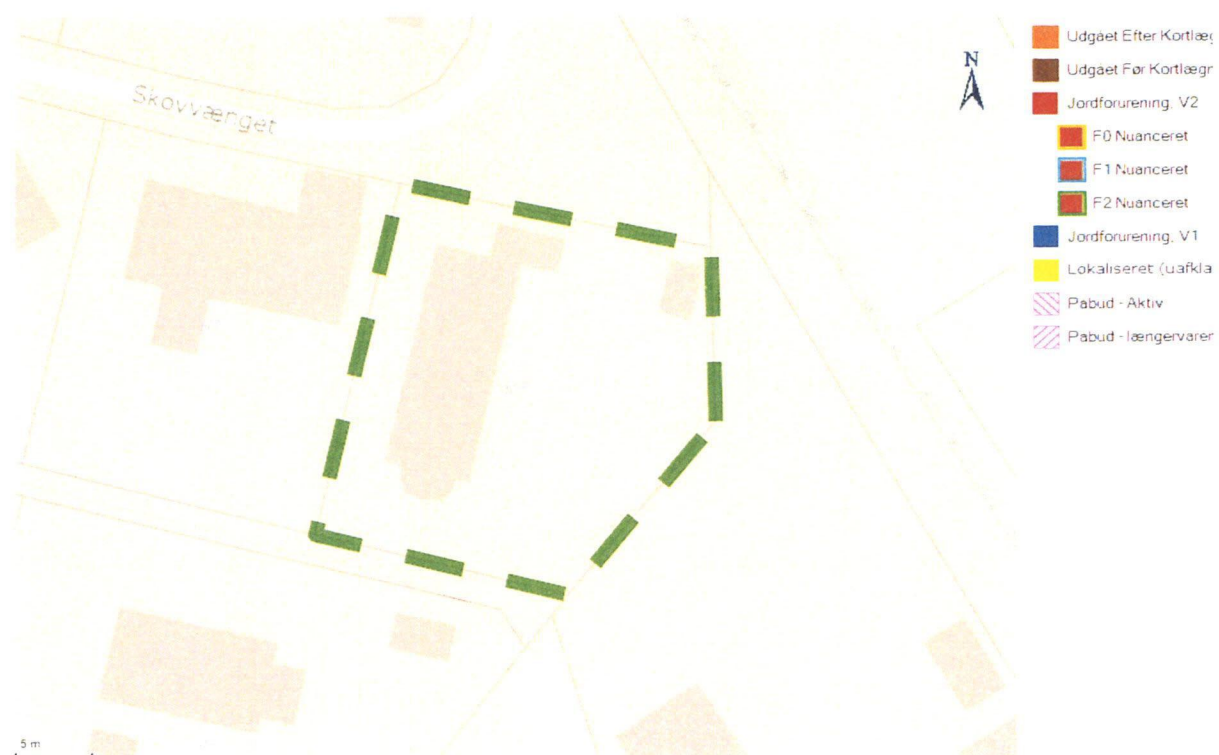 Skovvænget
N
Udgået Efter Kortlæg
Udgået Før Kortlægn
Jordforurening, V2
F0 Nuanceret
F1 Nuanceret
F2 Nuanceret
Jordforurening, V1
Lokaliseret (uafkla
Påbud - Aktiv
Påbud - længervarer
5 m